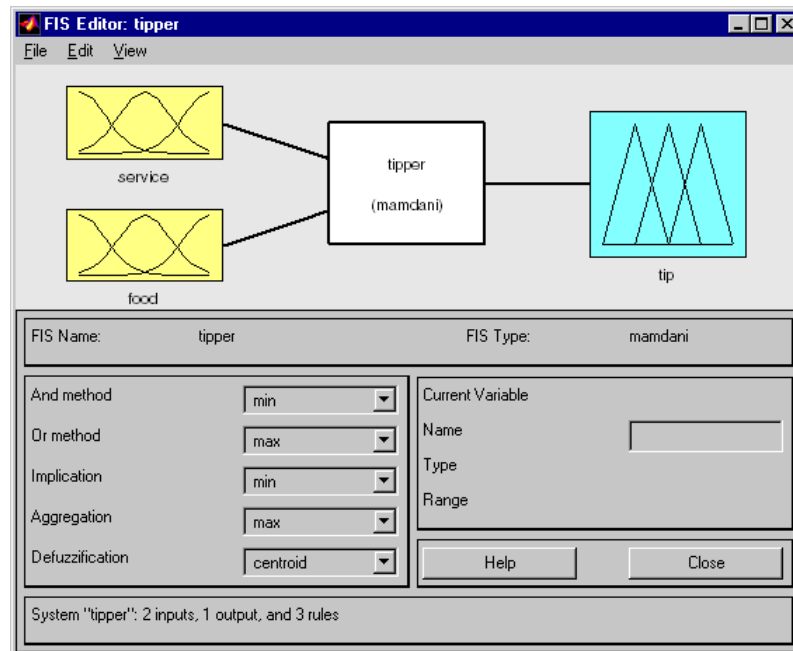 FIS Editor: tipper
File Edit View
service
food
tipper
(mamdani)
tip
FIS Name: tipper FIS Type: mamdani
And method min
Or method max
Implication min
Aggregation max
Defuzzification centroid
Current Variable
Name
Type
Range
Help Close
System "tipper": 2 inputs, 1 output, and 3 rules